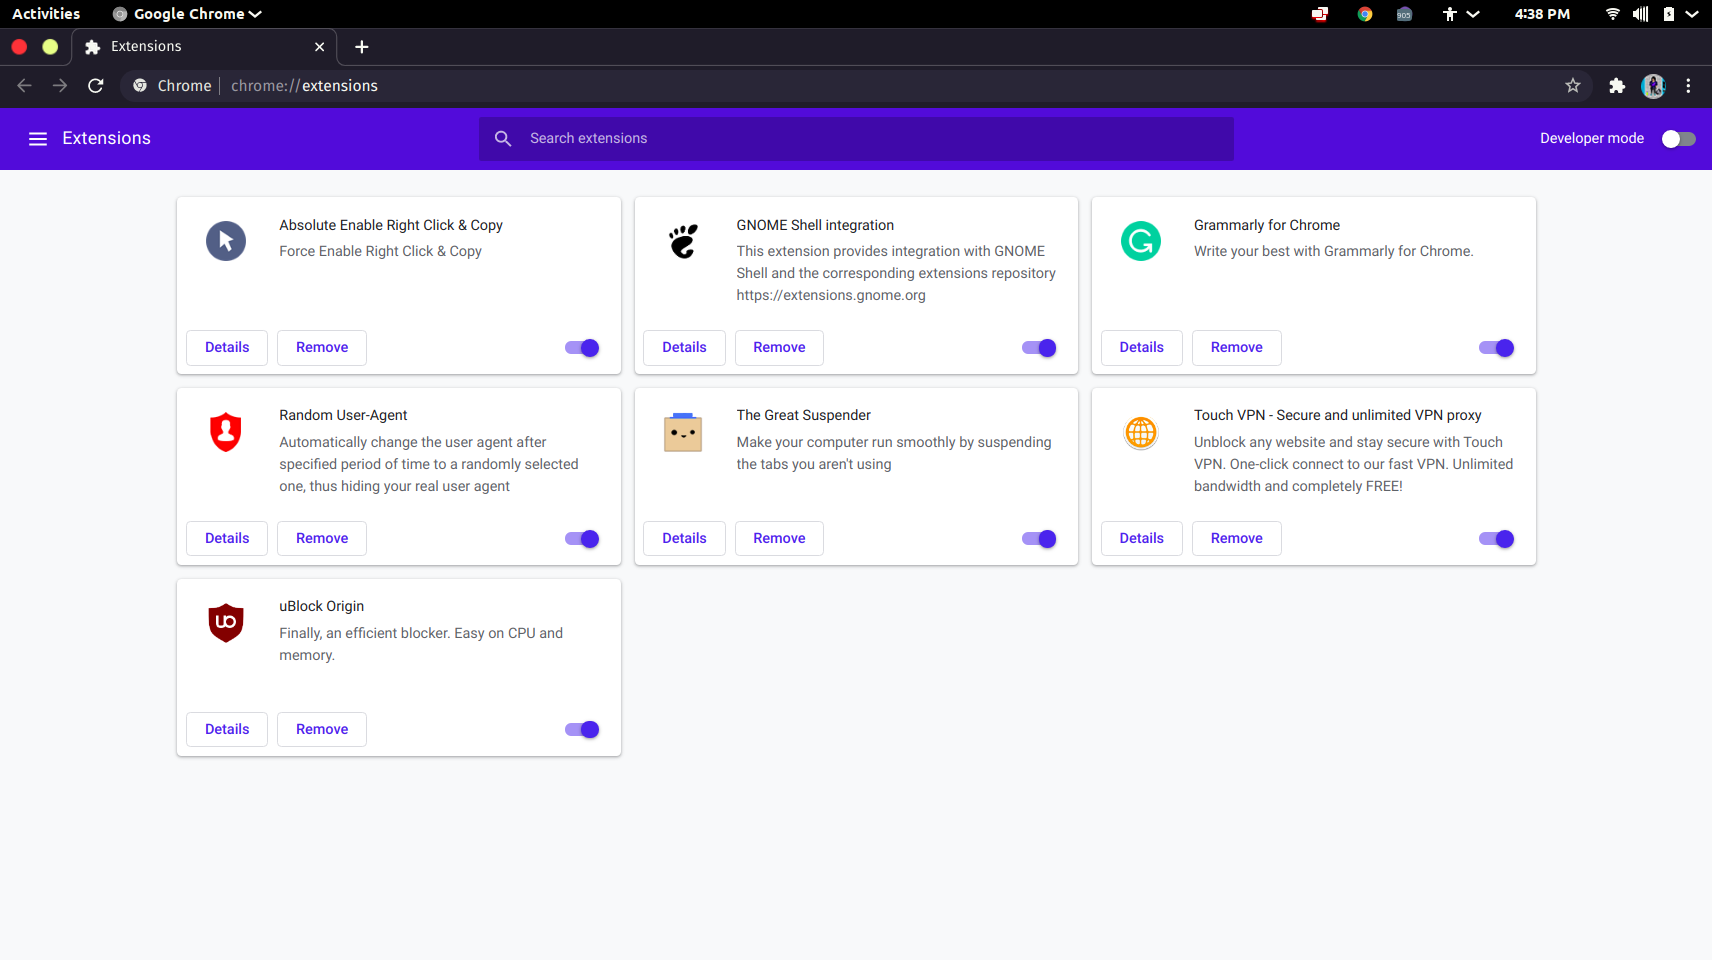 Activities
Google Chrome
905
4:38 PM
Extensions
Chrome
chrome://extensions
Extensions
Search extensions
Developer mode
Absolute Enable Right Click & Copy
Force Enable Right Click & Copy
Details
Remove
GNOME Shell integration
This extension provides integration with GNOME
Shell and the corresponding extensions repository
https://extensions.gnome.org
Details
Remove
Grammarly for Chrome
Write your best with Grammarly for Chrome.
Details
Remove
Random User-Agent
Automatically change the user agent after
specified period of time to a randomly selected
one, thus hiding your real user agent
Details
Remove
The Great Suspender
Make your computer run smoothly by suspending
the tabs you aren't using
Details
Remove
Touch VPN - Secure and unlimited VPN proxy
Unblock any website and stay secure with Touch
VPN. One-click connect to our fast VPN. Unlimited
bandwidth and completely FREE!
Details
Remove
uBlock Origin
Finally, an efficient blocker. Easy on CPU and
memory.
Details
Remove